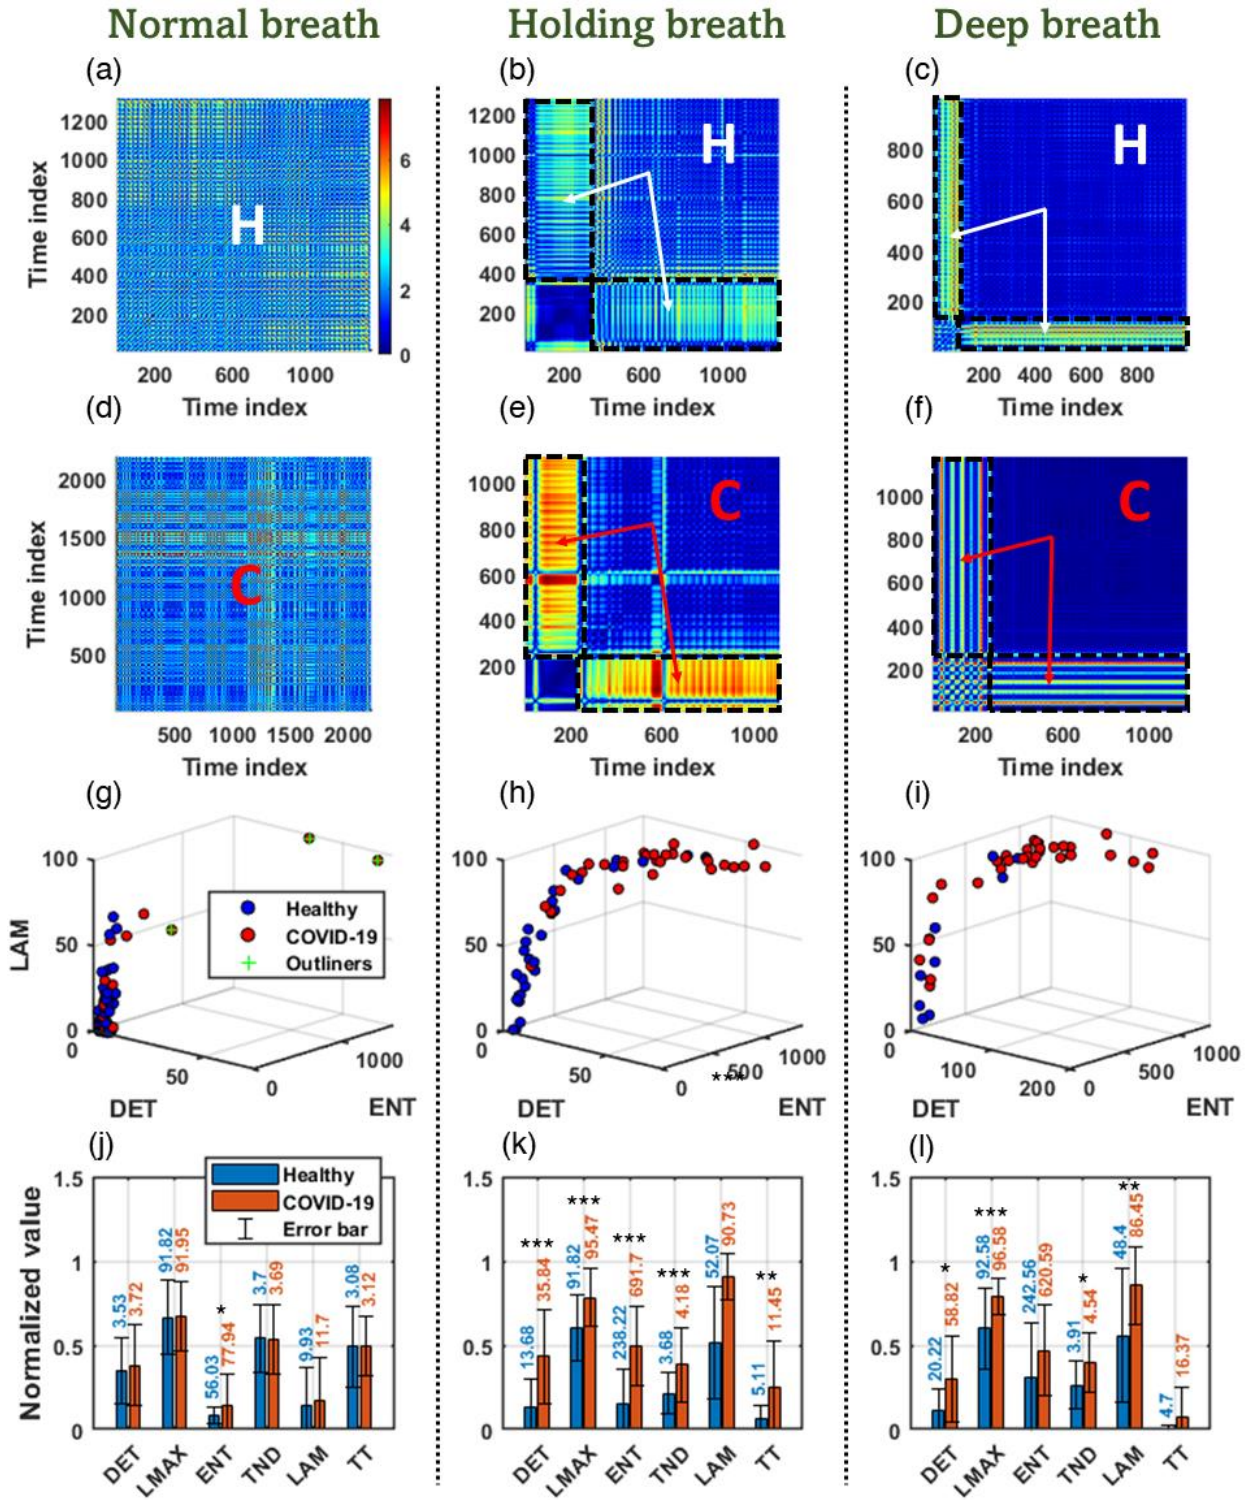 Normal breath Holding breath Deep breath
(a) (b) (c)
Time index
1200
1000
800
600
400
200
H
6
4
2
0
200 600 1000
Time index
1200
1000
800
600
400
200
H
200 600 1000
Time index
800
600
400
200
H
200 400 600 800
Time index
(d) (e) (f)
Time index
2000
1500
1000
500
C
500 1000 1500 2000
Time index
1000
800
600
400
200
C
200 600 1000
Time index
1000
800
600
400
200
C
200 600 1000
Time index
(g) (h) (i)
LAM
100
50
0
Healthy
COVID-19
Outliners
0 50 0 1000
DET ENT
100
50
0
0 50 0 500 1000
***
DET ENT
100
50
0
0 100 200 0 500 1000
DET ENT
(j) (k) (l)
Normalized value
1.5
1
0.5
0
Healthy
COVID-19
Error bar
3.53 3.72 91.82 91.95 * 56.03 77.94 3.7 3.69 9.93 11.7 3.08 3.12
DET LMAX ENT TND LAM TT
1.5
1
0.5
0
*** 13.68 35.84 *** 91.82 95.47 *** 238.22 691.7 *** 3.68 4.18 52.07 90.73 ** 5.11 11.45
DET LMAX ENT TND LAM TT
1.5
1
0.5
0
* 20.22 58.82 *** 92.58 96.58 242.56 620.59 * 3.91 4.54 ** 48.4 86.45 4.7 16.37
DET LMAX ENT TND LAM TT